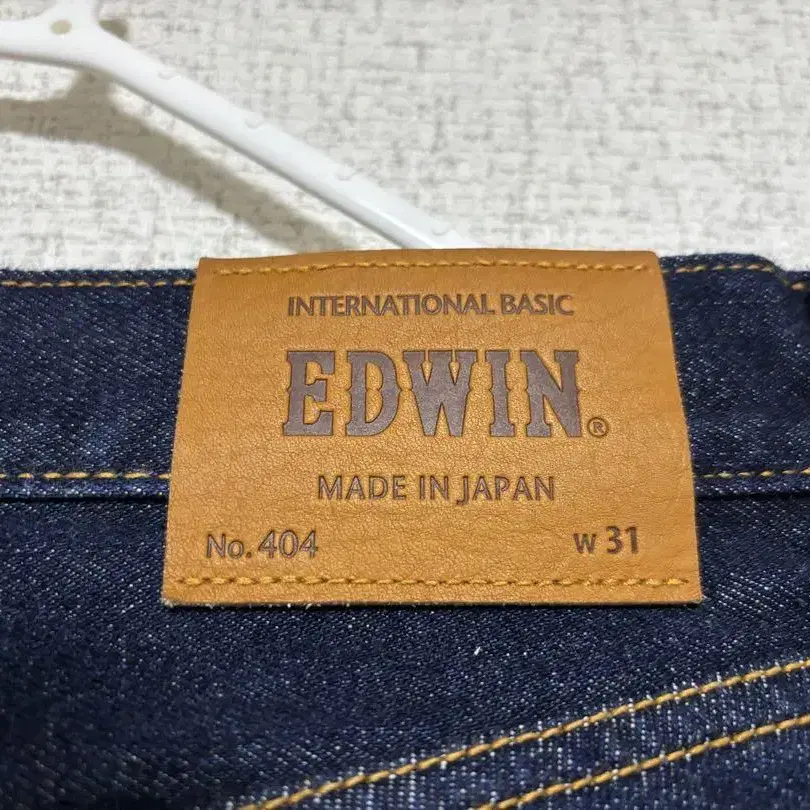 INTERNATIONAL BASIC
EDWIN®
MADE IN JAPAN
No. 404 W 31